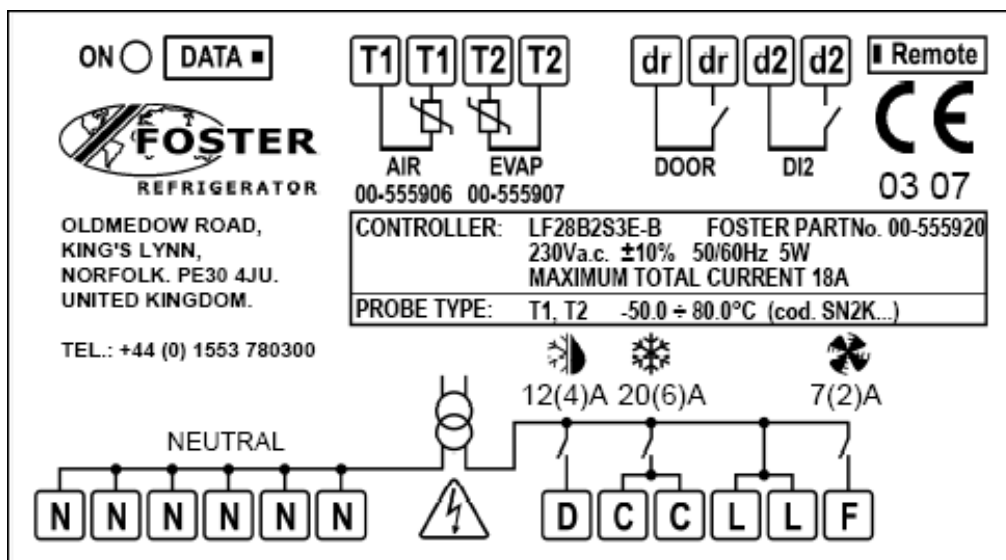 ON DATA
T1 T1 T2 T2
dr dr d2 d2
Remote
FOSTER
REFRIGERATOR
AIR EVAP
00-555906 00-555907
DOOR DI2
CE
03 07
OLDMEDOW ROAD,
KING'S LYNN,
NORFOLK. PE30 4JU.
UNITED KINGDOM.
TEL.: +44 (0) 1553 780300
CONTROLLER: LF28B2S3E-B FOSTER PARTNo. 00-555920
230Va.c. ±10% 50/60Hz 5W
MAXIMUM TOTAL CURRENT 18A
PROBE TYPE: T1, T2 -50.0 ÷ 80.0°C (cod. SN2K...)
12(4)A 20(6)A 7(2)A
NEUTRAL
N N N N N N D C C L L F